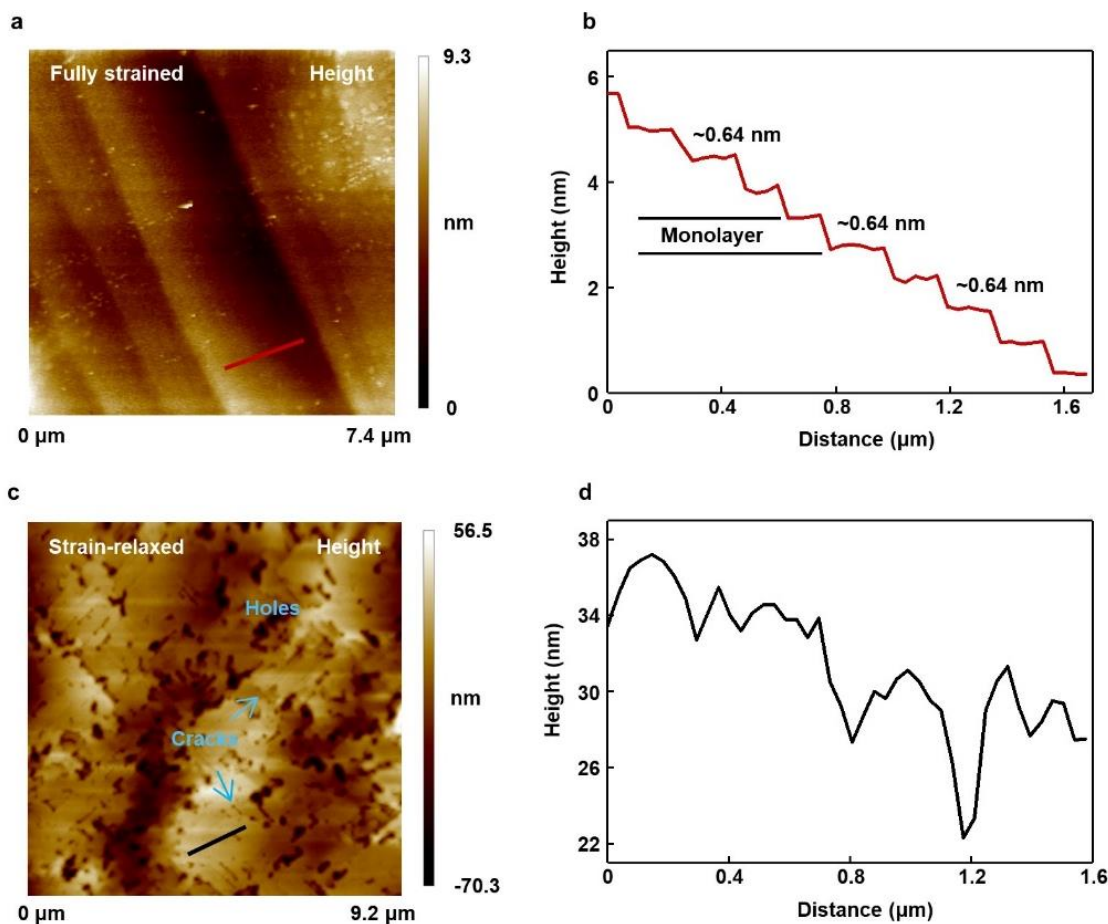 a
Fully strained Height
9.3
nm
0
0 µm 7.4 µm
b
Height (nm)
6
4
2
0
~0.64 nm
~0.64 nm
~0.64 nm
Monolayer
0 0.4 0.8 1.2 1.6
Distance (µm)
c
Strain-relaxed Height
Holes
Cracks
56.5
nm
-70.3
0 µm 9.2 µm
d
Height (nm)
38
34
30
26
22
0 0.4 0.8 1.2 1.6
Distance (µm)